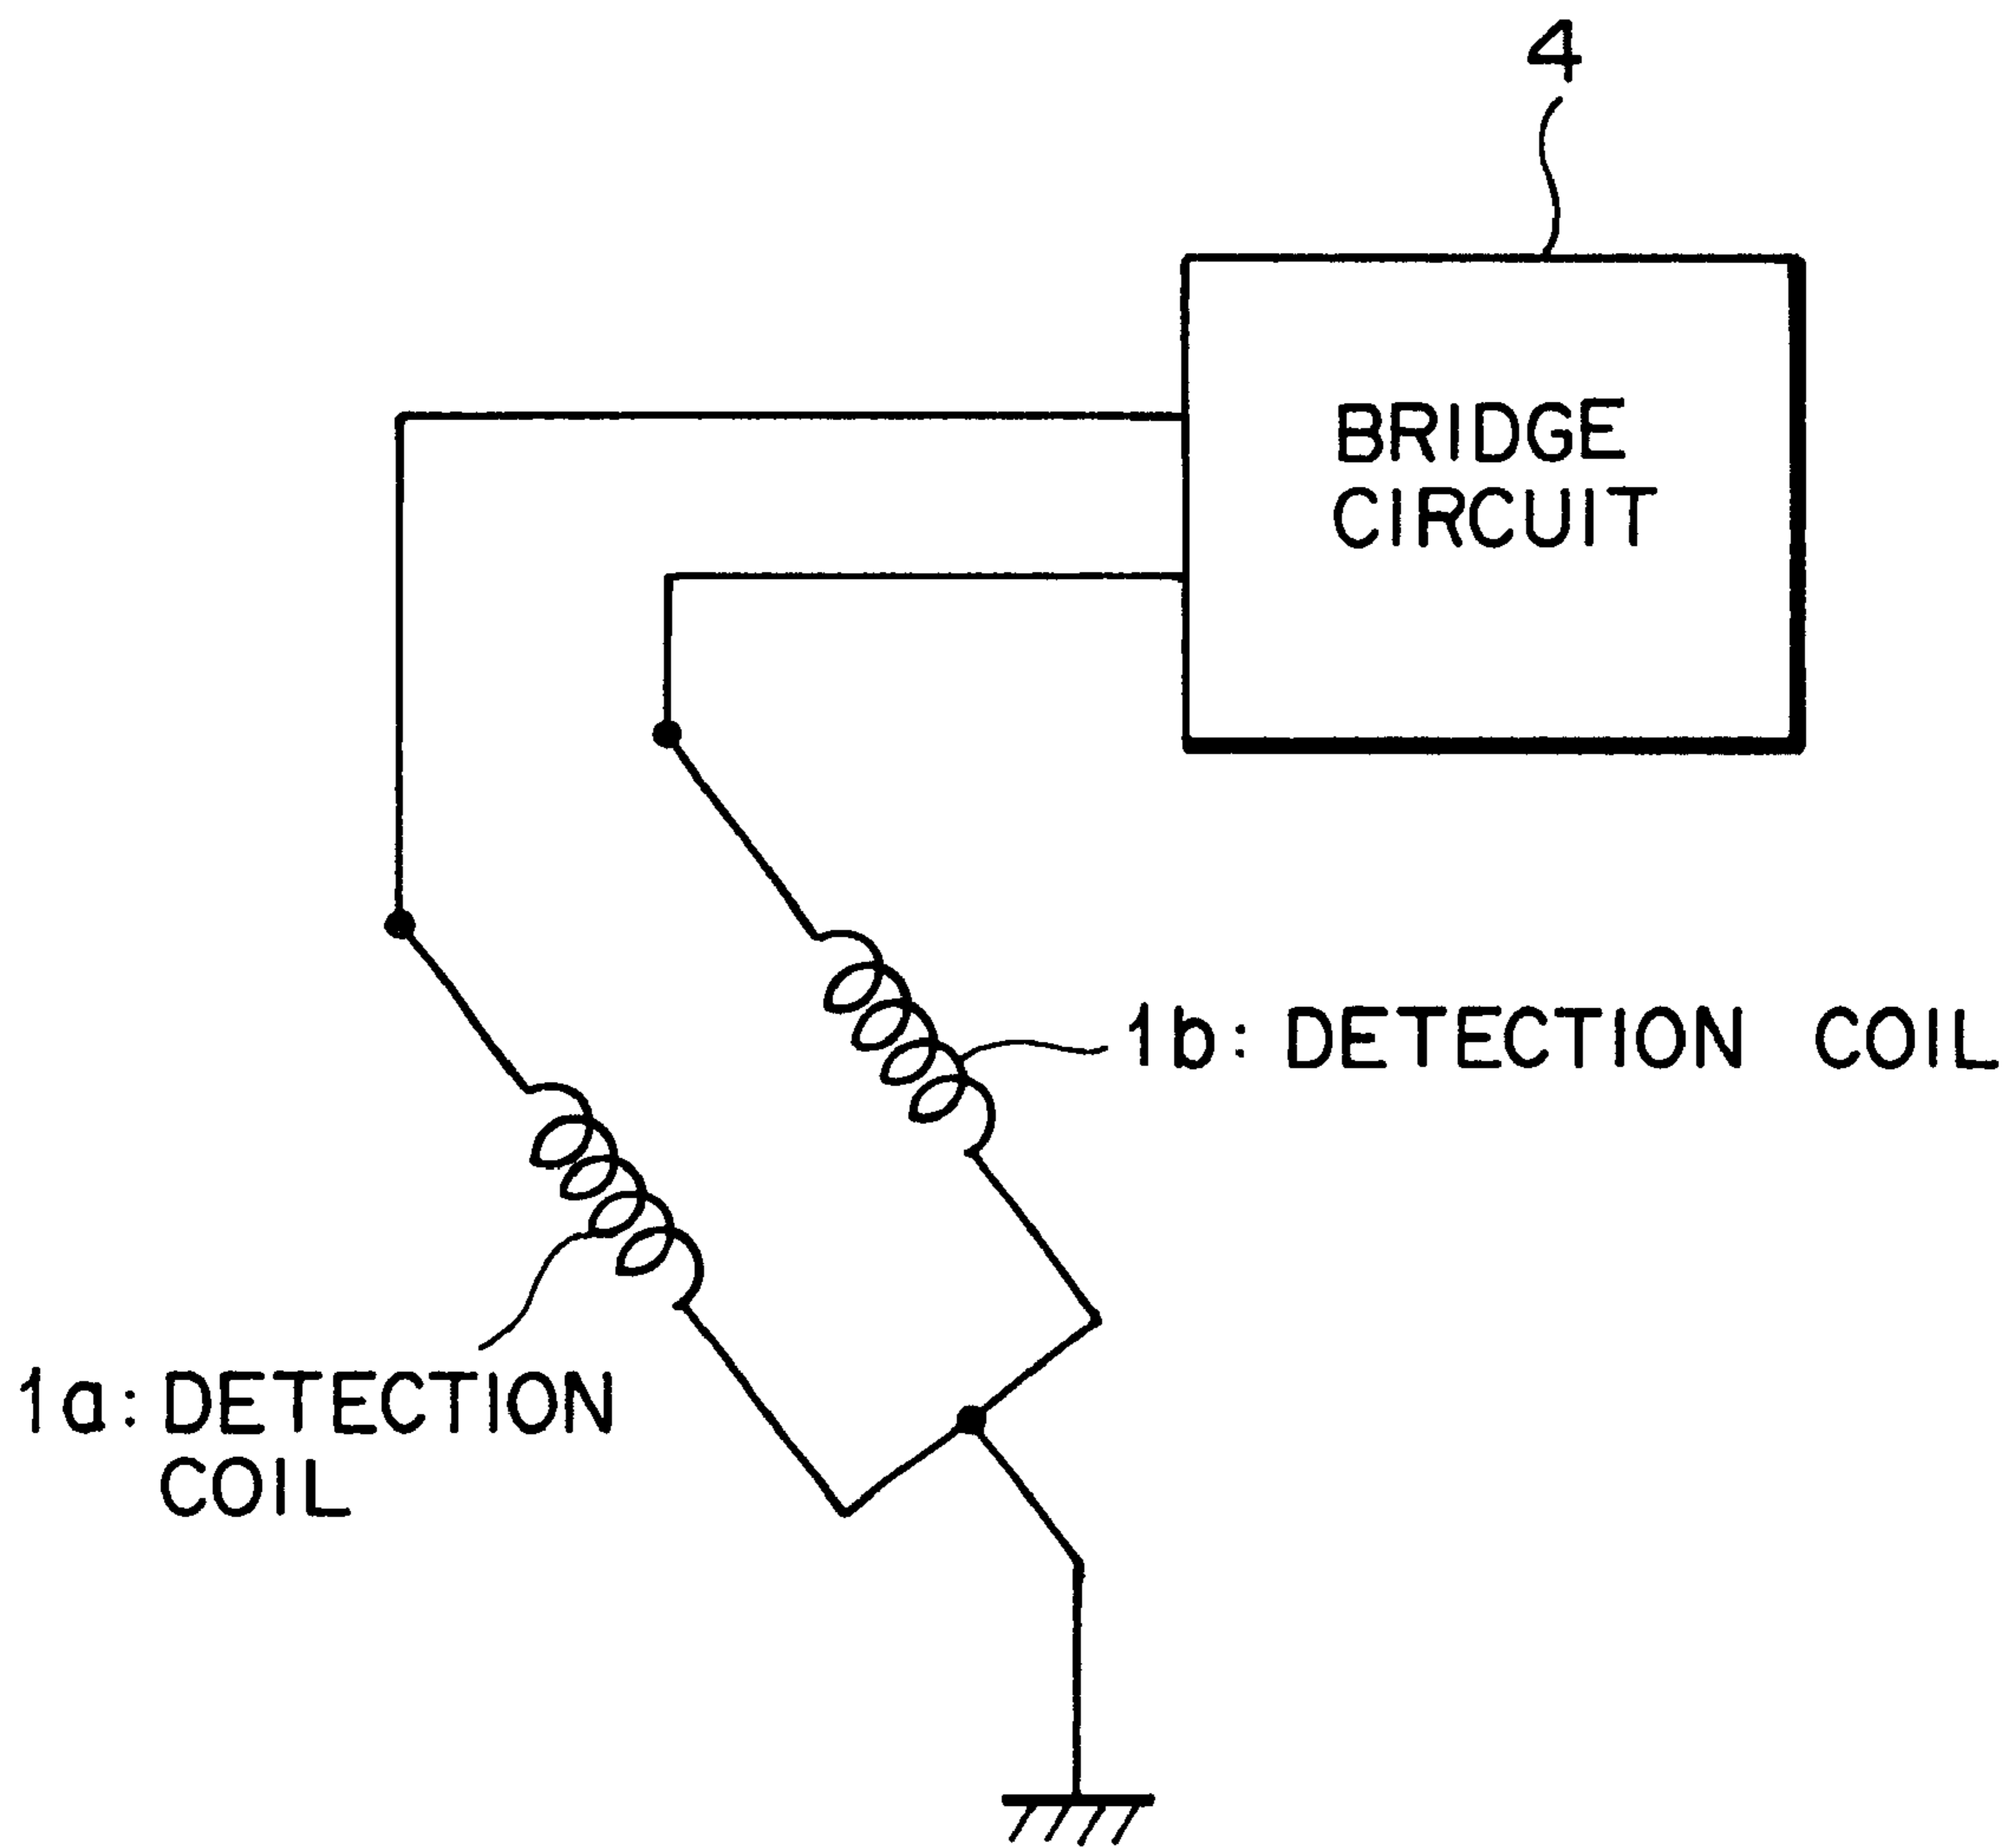 4
BRIDGE
CIRCUIT
1b: DETECTION COIL
1a: DETECTION
COIL